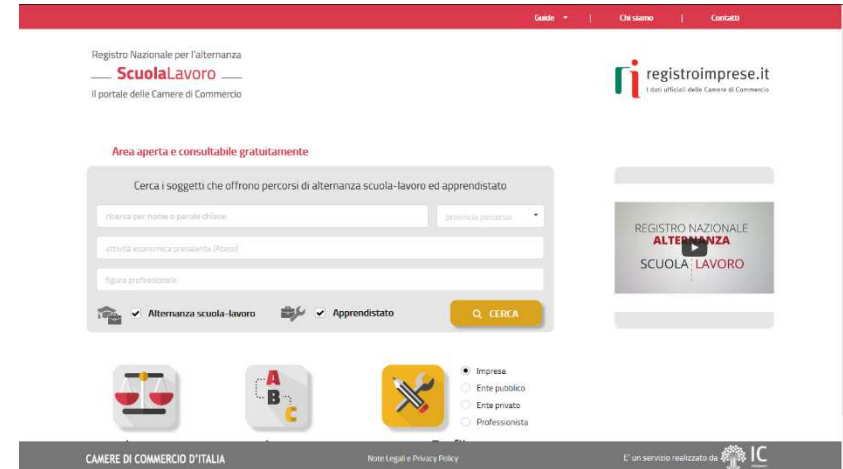 Guide | Chi siamo | Contatti
Registro Nazionale per l'alternanza
ScuolaLavoro
Il portale delle Camere di Commercio
registroimprese.it
I dati ufficiali delle Camere di Commercio
Area aperta e consultabile gratuitamente
Cerca i soggetti che offrono percorsi di alternanza scuola-lavoro ed apprendistato
ricerca per nome o parole chiave
provincia percorso
attività economica prevalente (Ateco)
figura professionale
Alternanza scuola-lavoro
Apprendistato
CERCA
REGISTRO NAZIONALE
ALTERNANZA
SCUOLA LAVORO
A
B
C
Impresa
Ente pubblico
Ente privato
Professionista
CAMERE DI COMMERCIO D'ITALIA
Note Legali e Privacy Policy
E' un servizio realizzato da
IC